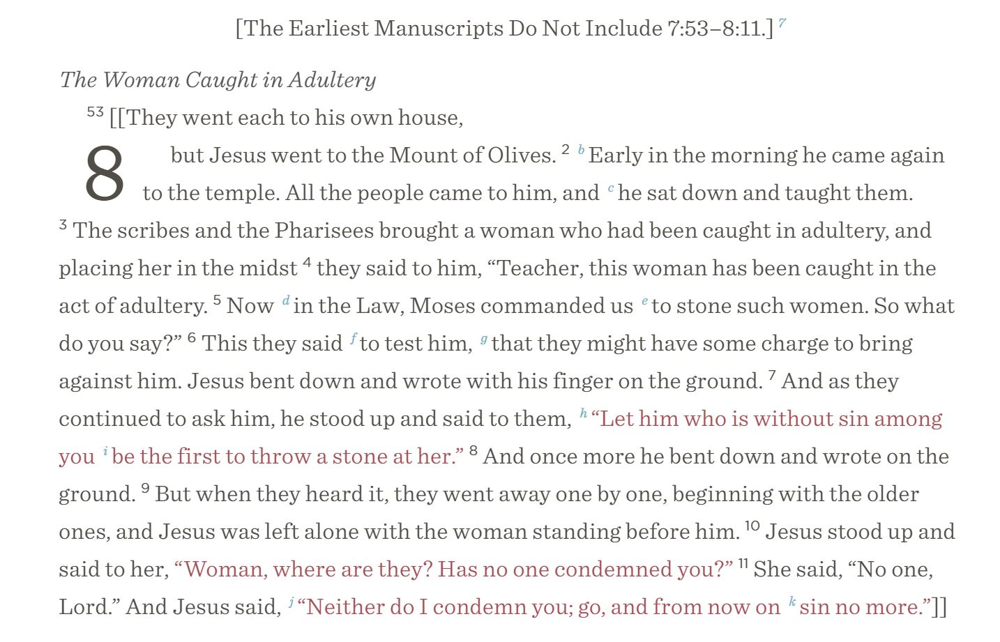 [The Earliest Manuscripts Do Not Include 7:53–8:11.] 7
The Woman Caught in Adultery
53 [[They went each to his own house,
8 but Jesus went to the Mount of Olives. 2 b Early in the morning he came again
to the temple. All the people came to him, and c he sat down and taught them.
3 The scribes and the Pharisees brought a woman who had been caught in adultery, and
placing her in the midst 4 they said to him, “Teacher, this woman has been caught in the
act of adultery. 5 Now d in the Law, Moses commanded us e to stone such women. So what
do you say?” 6 This they said f to test him, g that they might have some charge to bring
against him. Jesus bent down and wrote with his finger on the ground. 7 And as they
continued to ask him, he stood up and said to them, h “Let him who is without sin among
you i be the first to throw a stone at her.” 8 And once more he bent down and wrote on the
ground. 9 But when they heard it, they went away one by one, beginning with the older
ones, and Jesus was left alone with the woman standing before him. 10 Jesus stood up and
said to her, “Woman, where are they? Has no one condemned you?” 11 She said, “No one,
Lord.” And Jesus said, j “Neither do I condemn you; go, and from now on k sin no more.”]]